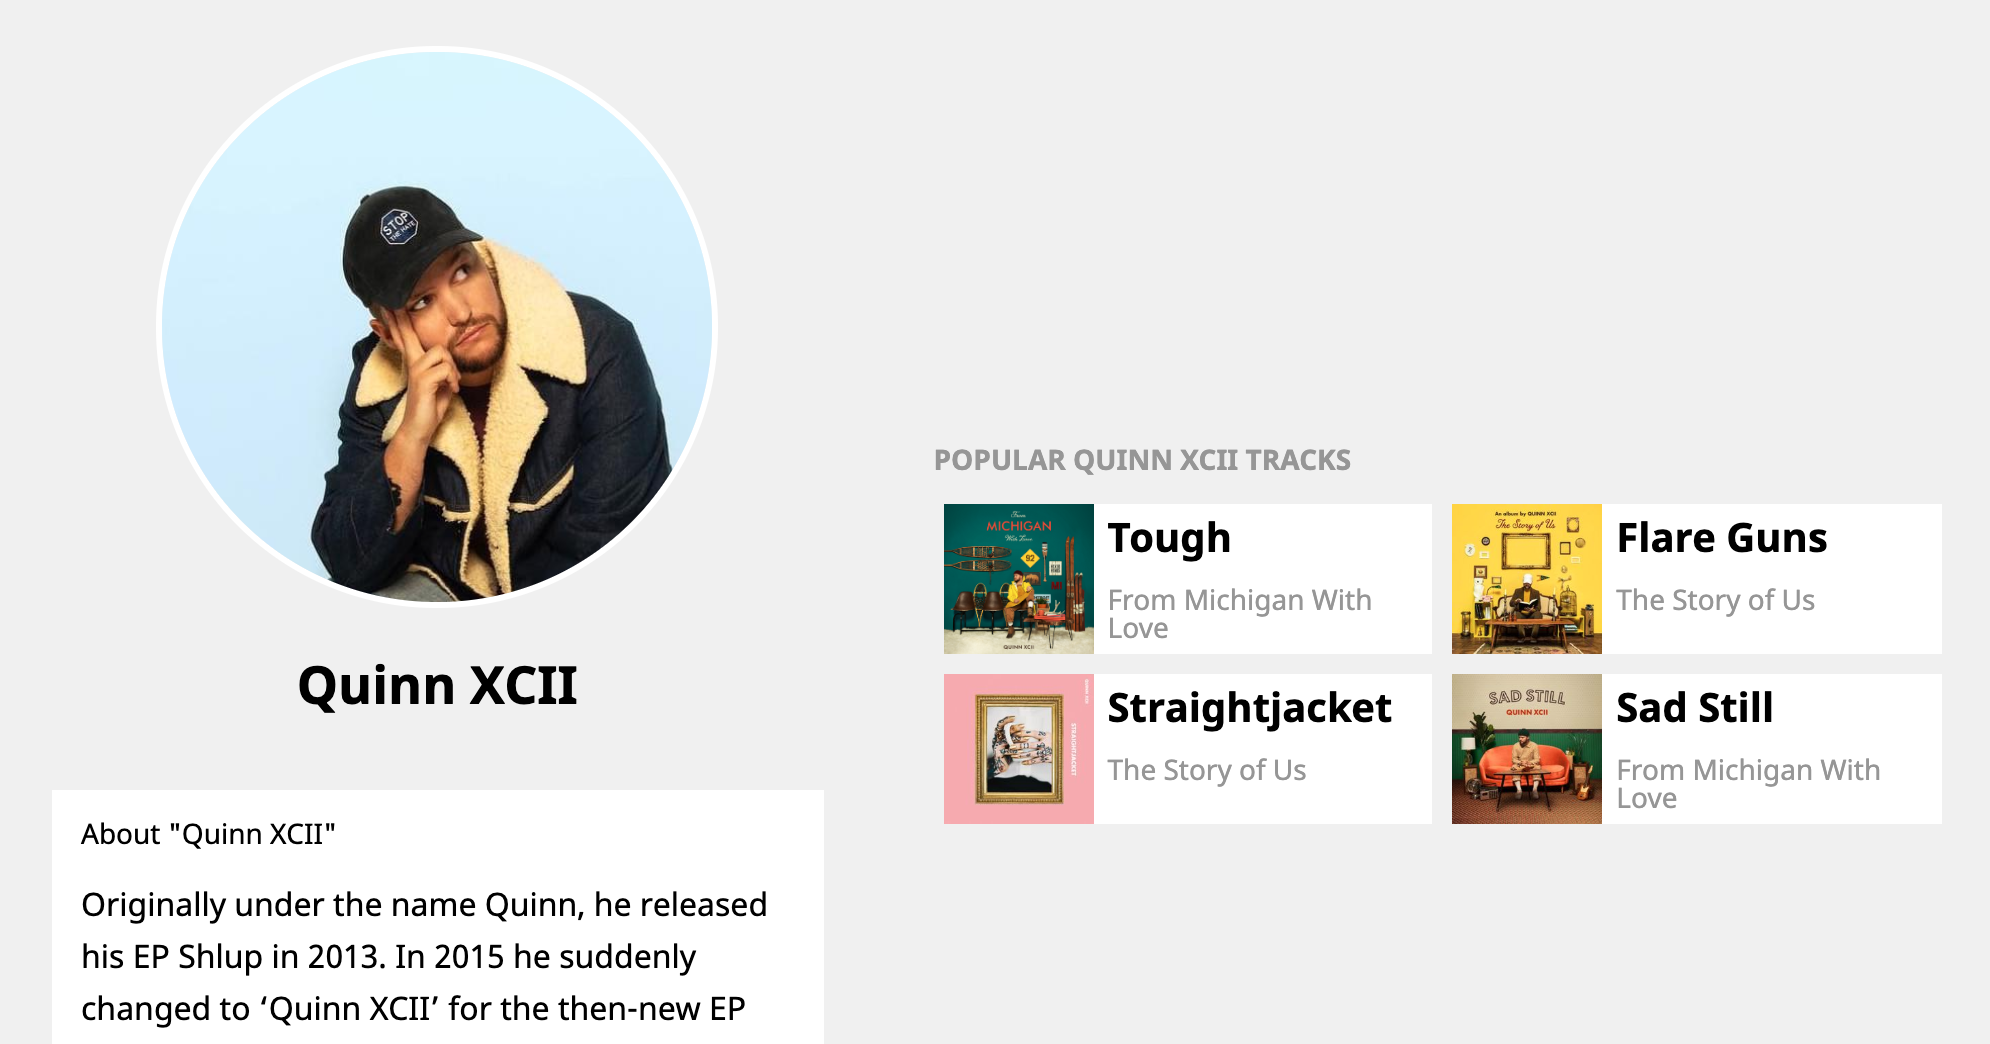 STOP
THE HATE
Quinn XCII
About "Quinn XCII"
Originally under the name Quinn, he released
his EP Shlup in 2013. In 2015 he suddenly
changed to ‘Quinn XCII’ for the then-new EP
POPULAR QUINN XCII TRACKS
From
MICHIGAN
With Love
92
QUINN XCII
Tough
From Michigan With
Love
An album by QUINN XCII
The Story of Us
Flare Guns
The Story of Us
STRAIGHTJACKET
Straightjacket
The Story of Us
SAD STILL
QUINN XCII
Sad Still
From Michigan With
Love